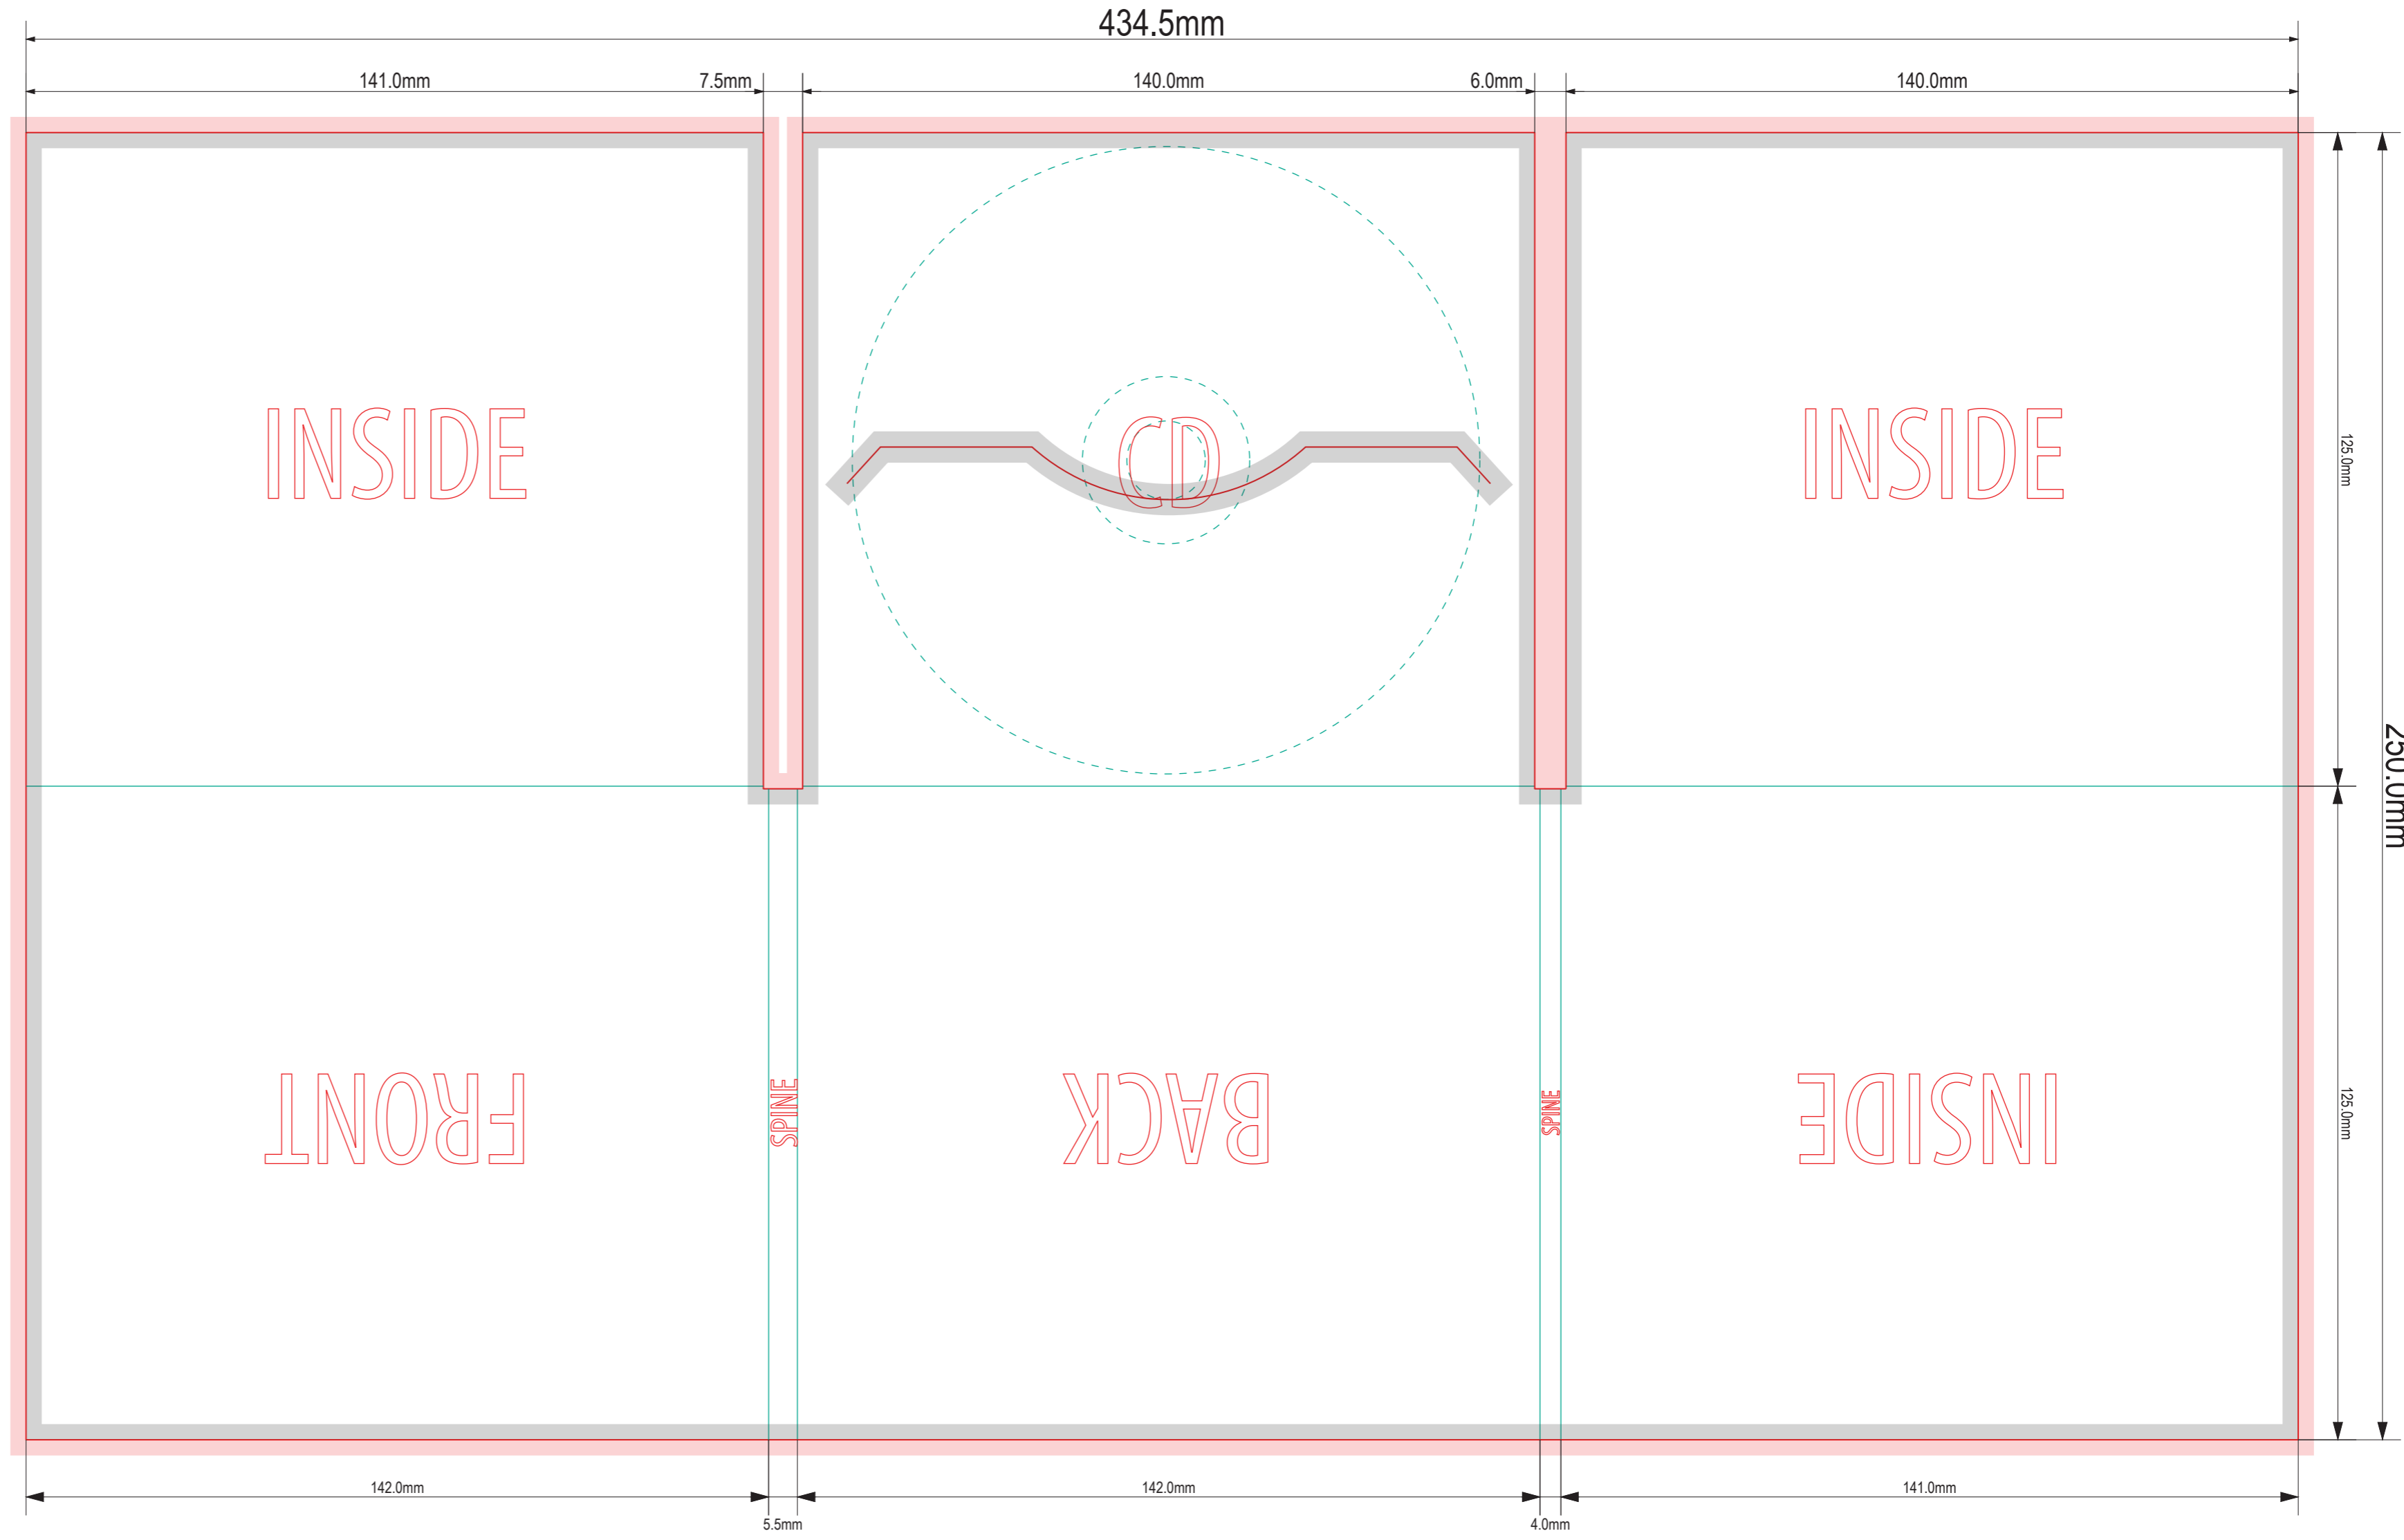 434.5mm
141.0mm 7.5mm 140.0mm 6.0mm 140.0mm
INSIDE CD INSIDE
125.0mm
250.0mm
FRONT SPINE BACK SPINE INSIDE
125.0mm
142.0mm 142.0mm 141.0mm
5.5mm 4.0mm